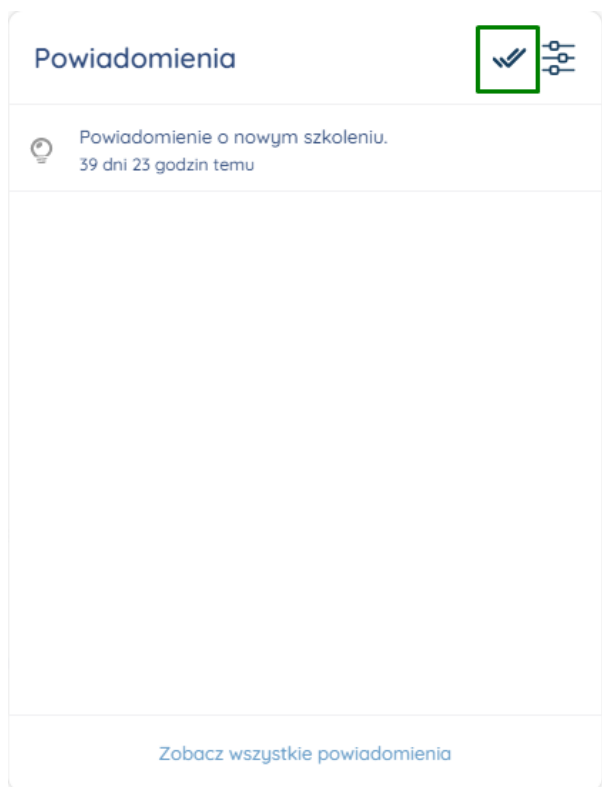 Powiadomienia
Powiadomienie o nowym szkoleniu.
39 dni 23 godzin temu
Zobacz wszystkie powiadomienia